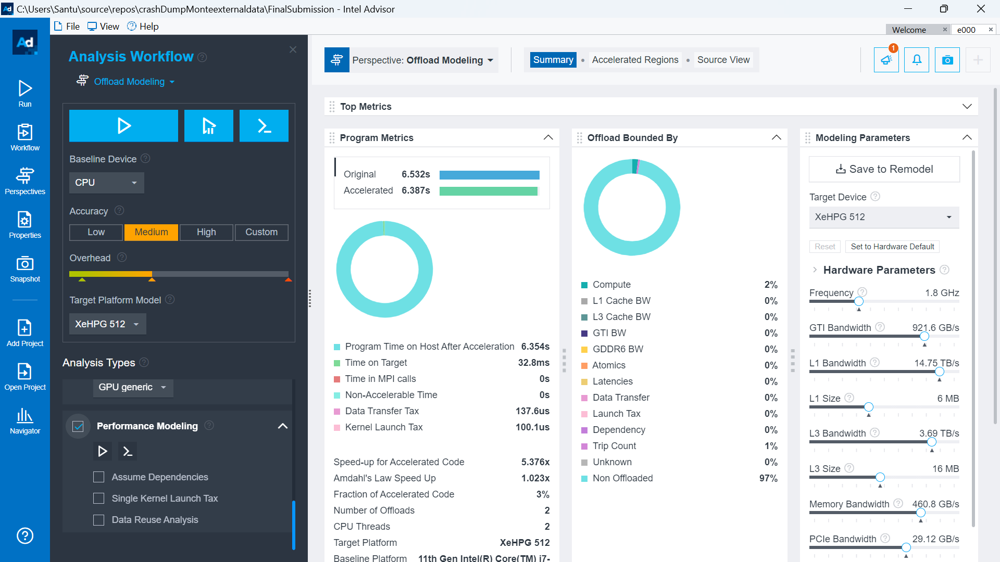 Ad C:\Users\Santu\source\repos\crashDumpMonteexternaldata\FinalSubmission - Intel Advisor
File View Help
Welcome × e000 ×
Ad
Run
Workflow
Perspectives
Properties
Snapshot
Add Project
Open Project
Navigator
Analysis Workflow
Offload Modeling
Baseline Device
CPU
Accuracy
Low Medium High Custom
Overhead
Target Platform Model
XeHPG 512
Analysis Types
GPU generic
Performance Modeling
Assume Dependencies
Single Kernel Launch Tax
Data Reuse Analysis
Perspective: Offload Modeling
Summary • Accelerated Regions • Source View
1
Top Metrics
Program Metrics
Original 6.532s
Accelerated 6.387s
Program Time on Host After Acceleration 6.354s
Time on Target 32.8ms
Time in MPI calls 0s
Non-Accelerable Time 0s
Data Transfer Tax 137.6us
Kernel Launch Tax 100.1us
Speed-up for Accelerated Code 5.376x
Amdahl's Law Speed Up 1.023x
Fraction of Accelerated Code 3%
Number of Offloads 2
CPU Threads 2
Target Platform XeHPG 512
Baseline Platform 11th Gen Intel(R) Core(TM) i7-
Offload Bounded By
Compute 2%
L1 Cache BW 0%
L3 Cache BW 0%
GTI BW 0%
GDDR6 BW 0%
Atomics 0%
Latencies 0%
Data Transfer 0%
Launch Tax 0%
Dependency 0%
Trip Count 1%
Unknown 0%
Non Offloaded 97%
Modeling Parameters
Save to Remodel
Target Device
XeHPG 512
Reset Set to Hardware Default
Hardware Parameters
Frequency 1.8 GHz
GTI Bandwidth 921.6 GB/s
L1 Bandwidth 14.75 TB/s
L1 Size 6 MB
L3 Bandwidth 3.69 TB/s
L3 Size 16 MB
Memory Bandwidth 460.8 GB/s
PCIe Bandwidth 29.12 GB/s